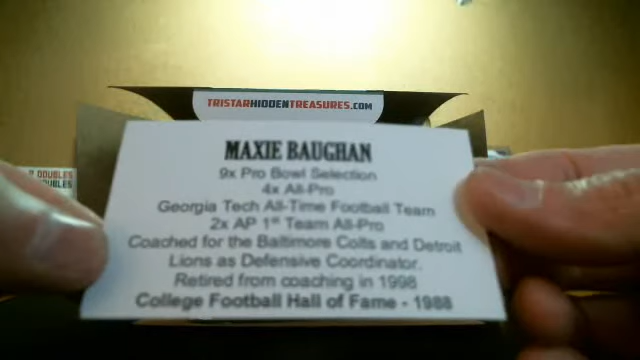 TRISTARHIDDENTREASURES.COM
MAXIE BAUGHAN
9x Pro Bowl Selection
4x All-Pro
Georgia Tech All-Time Football Team
2x AP 1st Team All-Pro
Coached for the Baltimore Colts and Detroit
Lions as Defensive Coordinator.
Retired from coaching in 1998
College Football Hall of Fame - 1988
DOUBLES